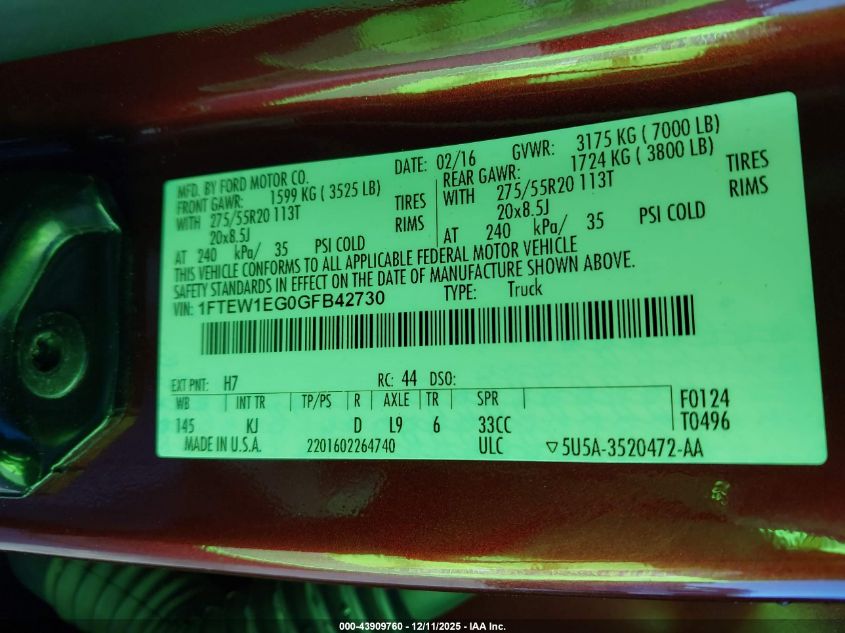 MFD. BY FORD MOTOR CO. DATE: 02/16 GVWR: 3175 KG ( 7000 LB)
FRONT GAWR: 1599 KG ( 3525 LB) REAR GAWR: 1724 KG ( 3800 LB)
WITH 275/55R20 113T TIRES WITH 275/55R20 113T TIRES
20x8.5J RIMS 20x8.5J RIMS
AT 240 kPa/ 35 PSI COLD AT 240 kPa/ 35 PSI COLD
THIS VEHICLE CONFORMS TO ALL APPLICABLE FEDERAL MOTOR VEHICLE
SAFETY STANDARDS IN EFFECT ON THE DATE OF MANUFACTURE SHOWN ABOVE.
VIN: 1FTEW1EG0GFB42730 TYPE: Truck
EXT PNT: H7 RC: 44 DSO:
WB INT TR TP/PS R AXLE TR SPR F0124
145 KJ D L9 6 33CC T0496
MADE IN U.S.A. 2201602264740 ULC ▽5U5A-3520472-AA
000-43909760 - 12/11/2025 - IAA Inc.